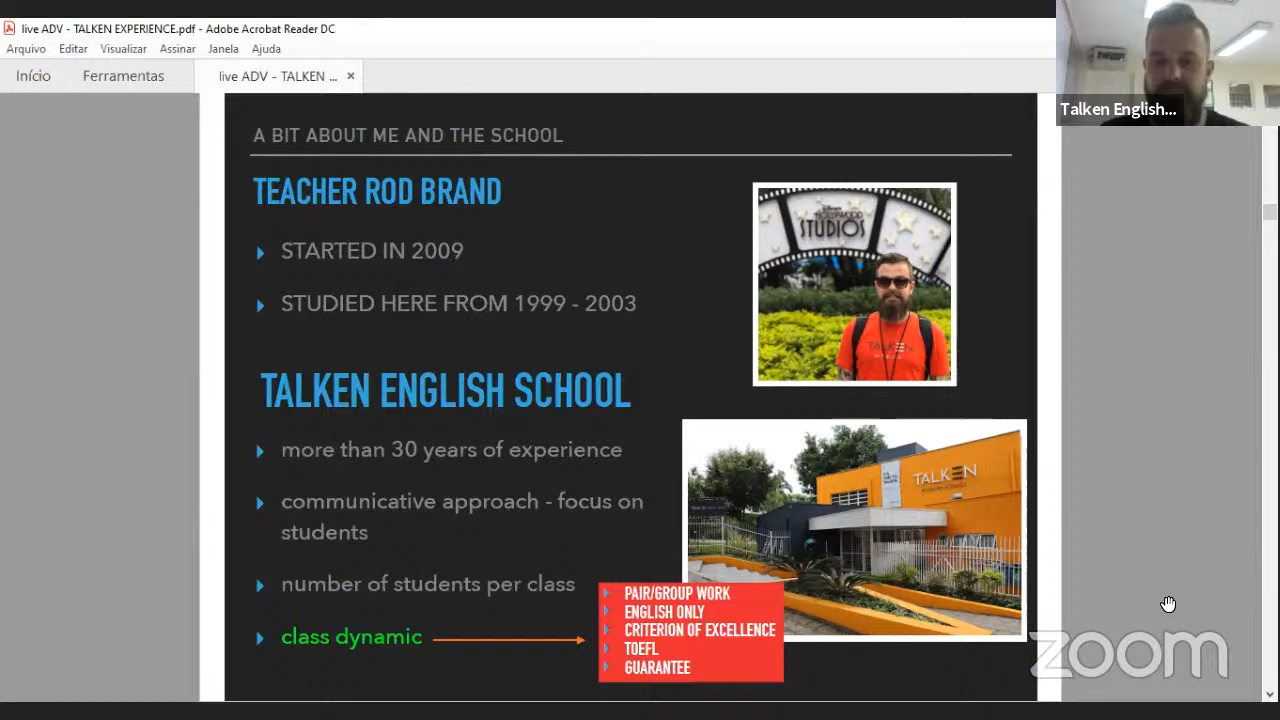 live ADV - TALKEN EXPERIENCE.pdf - Adobe Acrobat Reader DC
Arquivo Editar Visualizar Assinar Janela Ajuda
Início Ferramentas live ADV - TALKEN ... ×
Talken English...
A BIT ABOUT ME AND THE SCHOOL
TEACHER ROD BRAND
STARTED IN 2009
STUDIED HERE FROM 1999 - 2003
HOLLYWOOD
STUDIOS
TALKEN
TALKEN ENGLISH SCHOOL
more than 30 years of experience
communicative approach - focus on
students
number of students per class
class dynamic
TALKEN
PAIR/GROUP WORK
ENGLISH ONLY
CRITERION OF EXCELLENCE
TOEFL
GUARANTEE
zoom